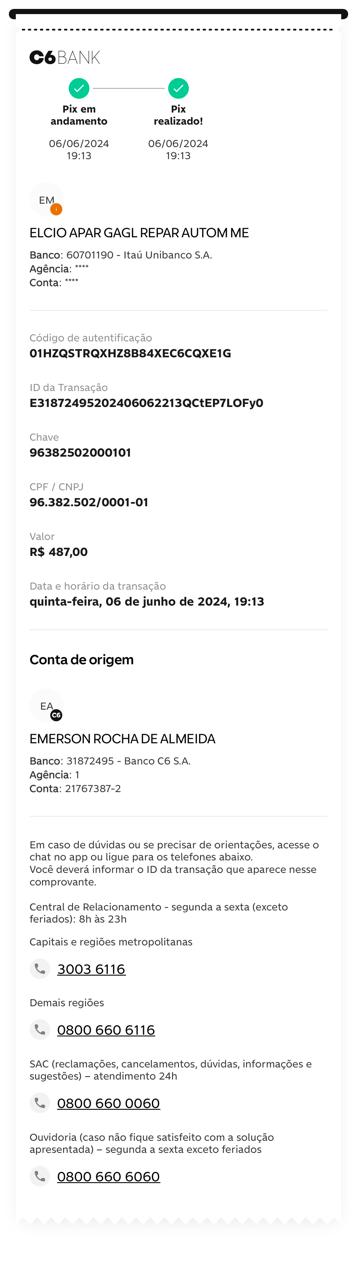 C6BANK
Pix em
andamento
06/06/2024
19:13
Pix
realizado!
06/06/2024
19:13
EM
ELCIO APAR GAGL REPAR AUTOM ME
Banco: 60701190 - Itaú Unibanco S.A.
Agência: ****
Conta: ****
Código de autentificação
01HZQSTRQXHZ8B84XEC6CQXE1G
ID da Transação
E31872495202406062213QCtEP7LOFy0
Chave
96382502000101
CPF / CNPJ
96.382.502/0001-01
Valor
R$ 487,00
Data e horário da transação
quinta-feira, 06 de junho de 2024, 19:13
Conta de origem
EA
C6
EMERSON ROCHA DE ALMEIDA
Banco: 31872495 - Banco C6 S.A.
Agência: 1
Conta: 21767387-2
Em caso de dúvidas ou se precisar de orientações, acesse o
chat no app ou ligue para os telefones abaixo.
Você deverá informar o ID da transação que aparece nesse
comprovante.
Central de Relacionamento - segunda a sexta (exceto
feriados): 8h às 23h
Capitais e regiões metropolitanas
3003 6116
Demais regiões
0800 660 6116
SAC (reclamações, cancelamentos, dúvidas, informações e
sugestões) – atendimento 24h
0800 660 0060
Ouvidoria (caso não fique satisfeito com a solução
apresentada) – segunda a sexta exceto feriados
0800 660 6060